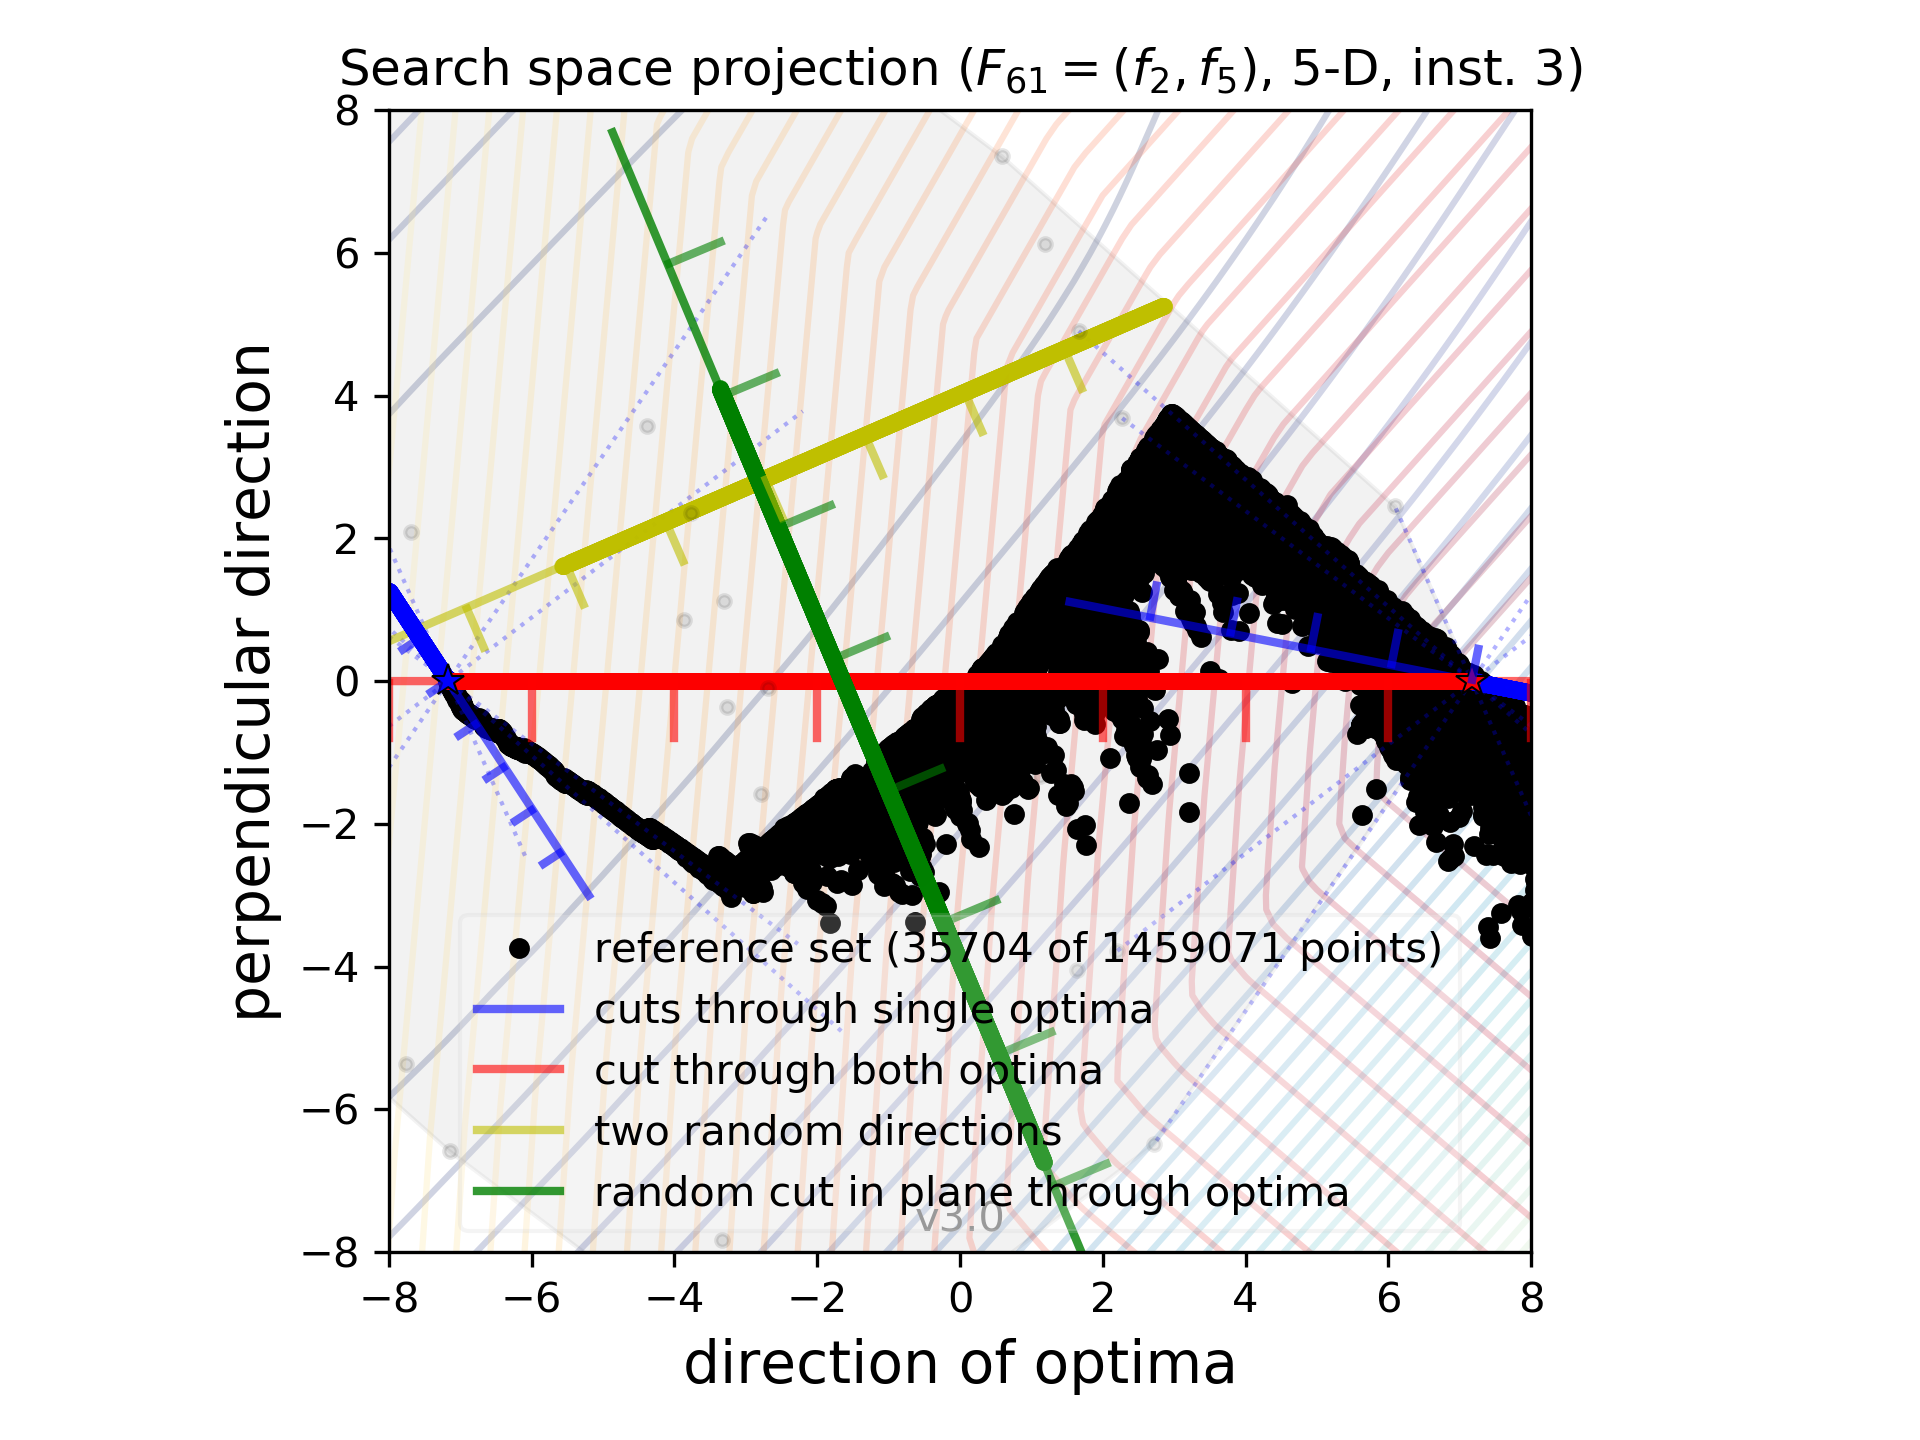 Search space projection (F61 = (f2, f5), 5-D, inst. 3)
8
6
4
2
0
−2
−4
−6
−8
perpendicular direction
reference set (35704 of 1459071 points)
cuts through single optima
cut through both optima
two random directions
random cut in plane through optima
v3.0
−8 −6 −4 −2 0 2 4 6 8
direction of optima